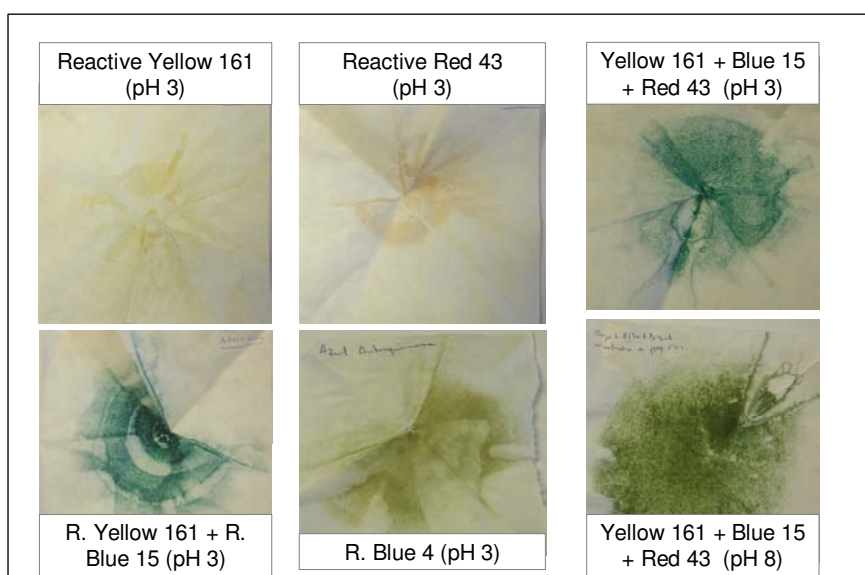 Reactive Yellow 161
(pH 3)
Reactive Red 43
(pH 3)
Yellow 161 + Blue 15
+ Red 43 (pH 3)
R. Yellow 161 + R.
Blue 15 (pH 3)
Azul
R. Blue 4 (pH 3)
Yellow 161 + Blue 15
+ Red 43 (pH 8)